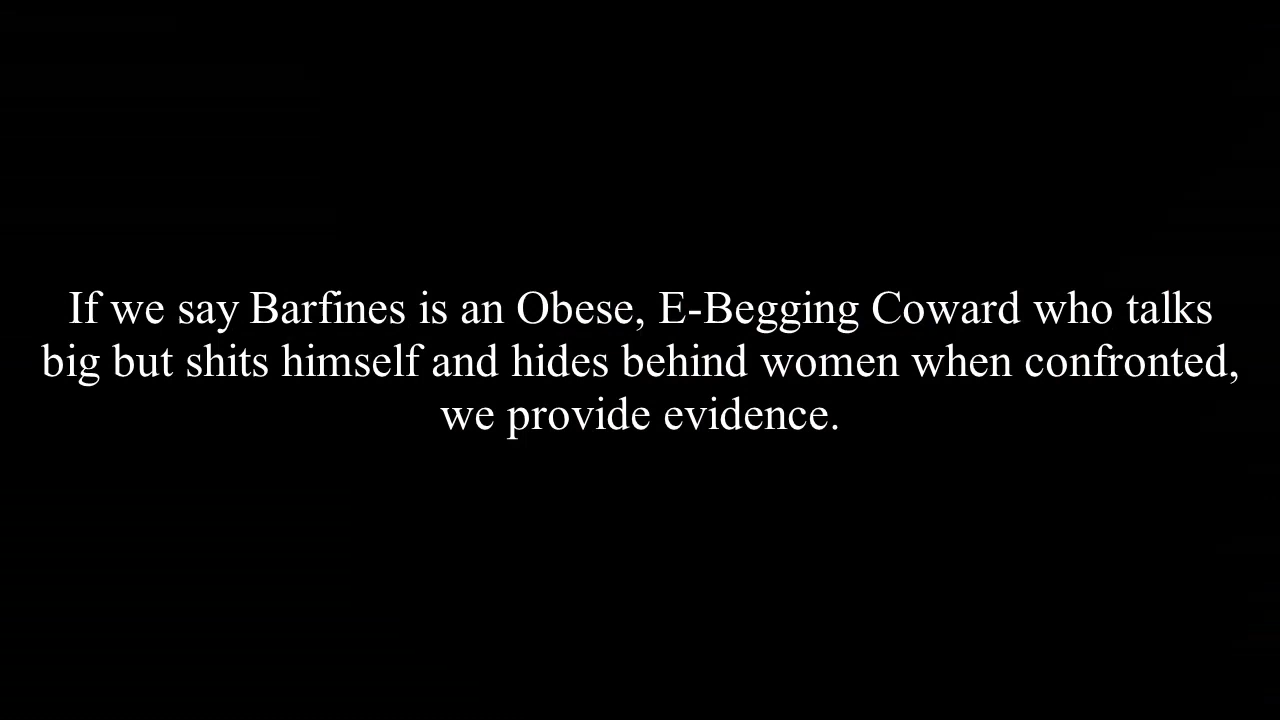 If we say Barfines is an Obese, E-Begging Coward who talks
big but shits himself and hides behind women when confronted,
we provide evidence.